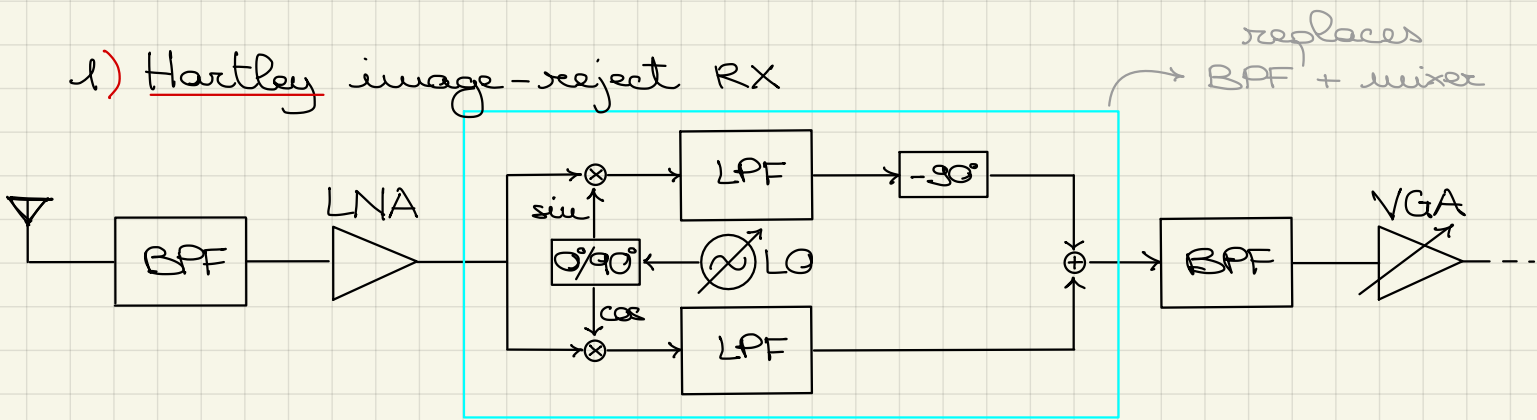 1) Hartley image-reject RX
replaces
BPF + mixer
LNA
BPF
sin
0°/90°
cos
LPF
LO
LPF
-90°
BPF
VGA